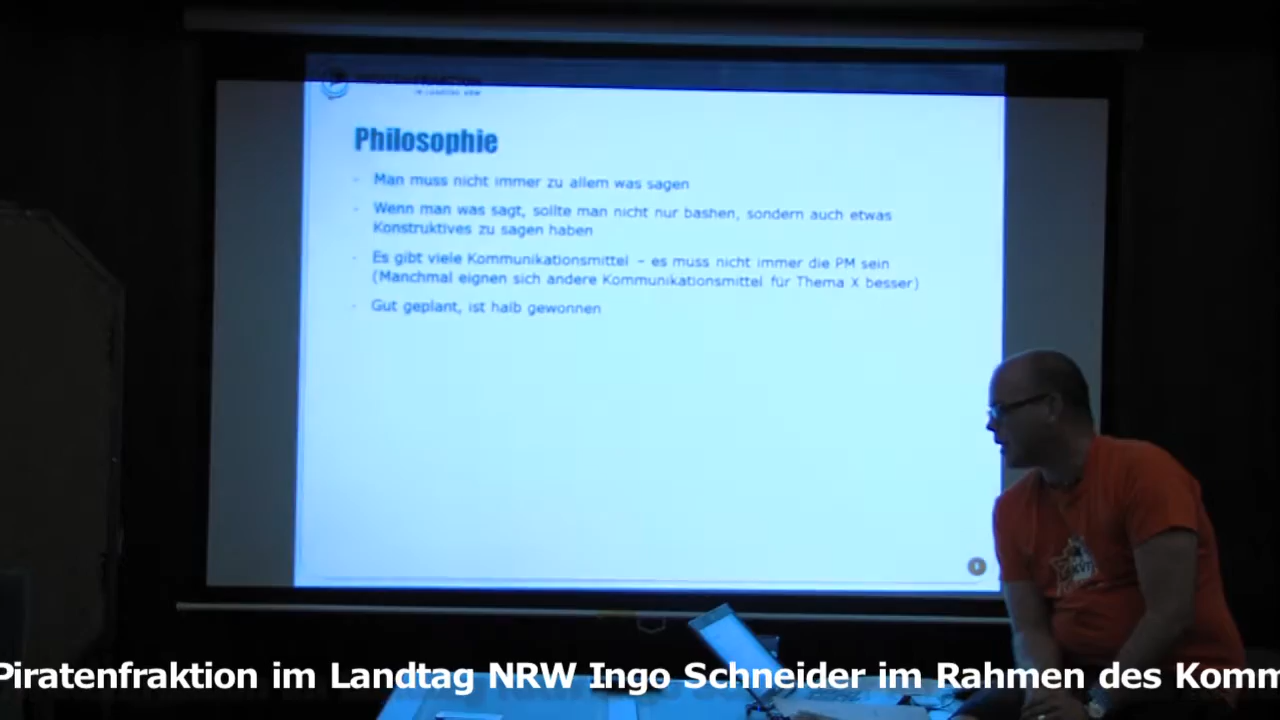 IM LANDTAG NRW
Philosophie
- Man muss nicht immer zu allem was sagen
- Wenn man was sagt, sollte man nicht nur bashen, sondern auch etwas
Konstruktives zu sagen haben
- Es gibt viele Kommunikationsmittel – es muss nicht immer die PM sein
(Manchmal eignen sich andere Kommunikationsmittel für Thema X besser)
- Gut geplant, ist halb gewonnen
Piratenfraktion im Landtag NRW Ingo Schneider im Rahmen des Komm